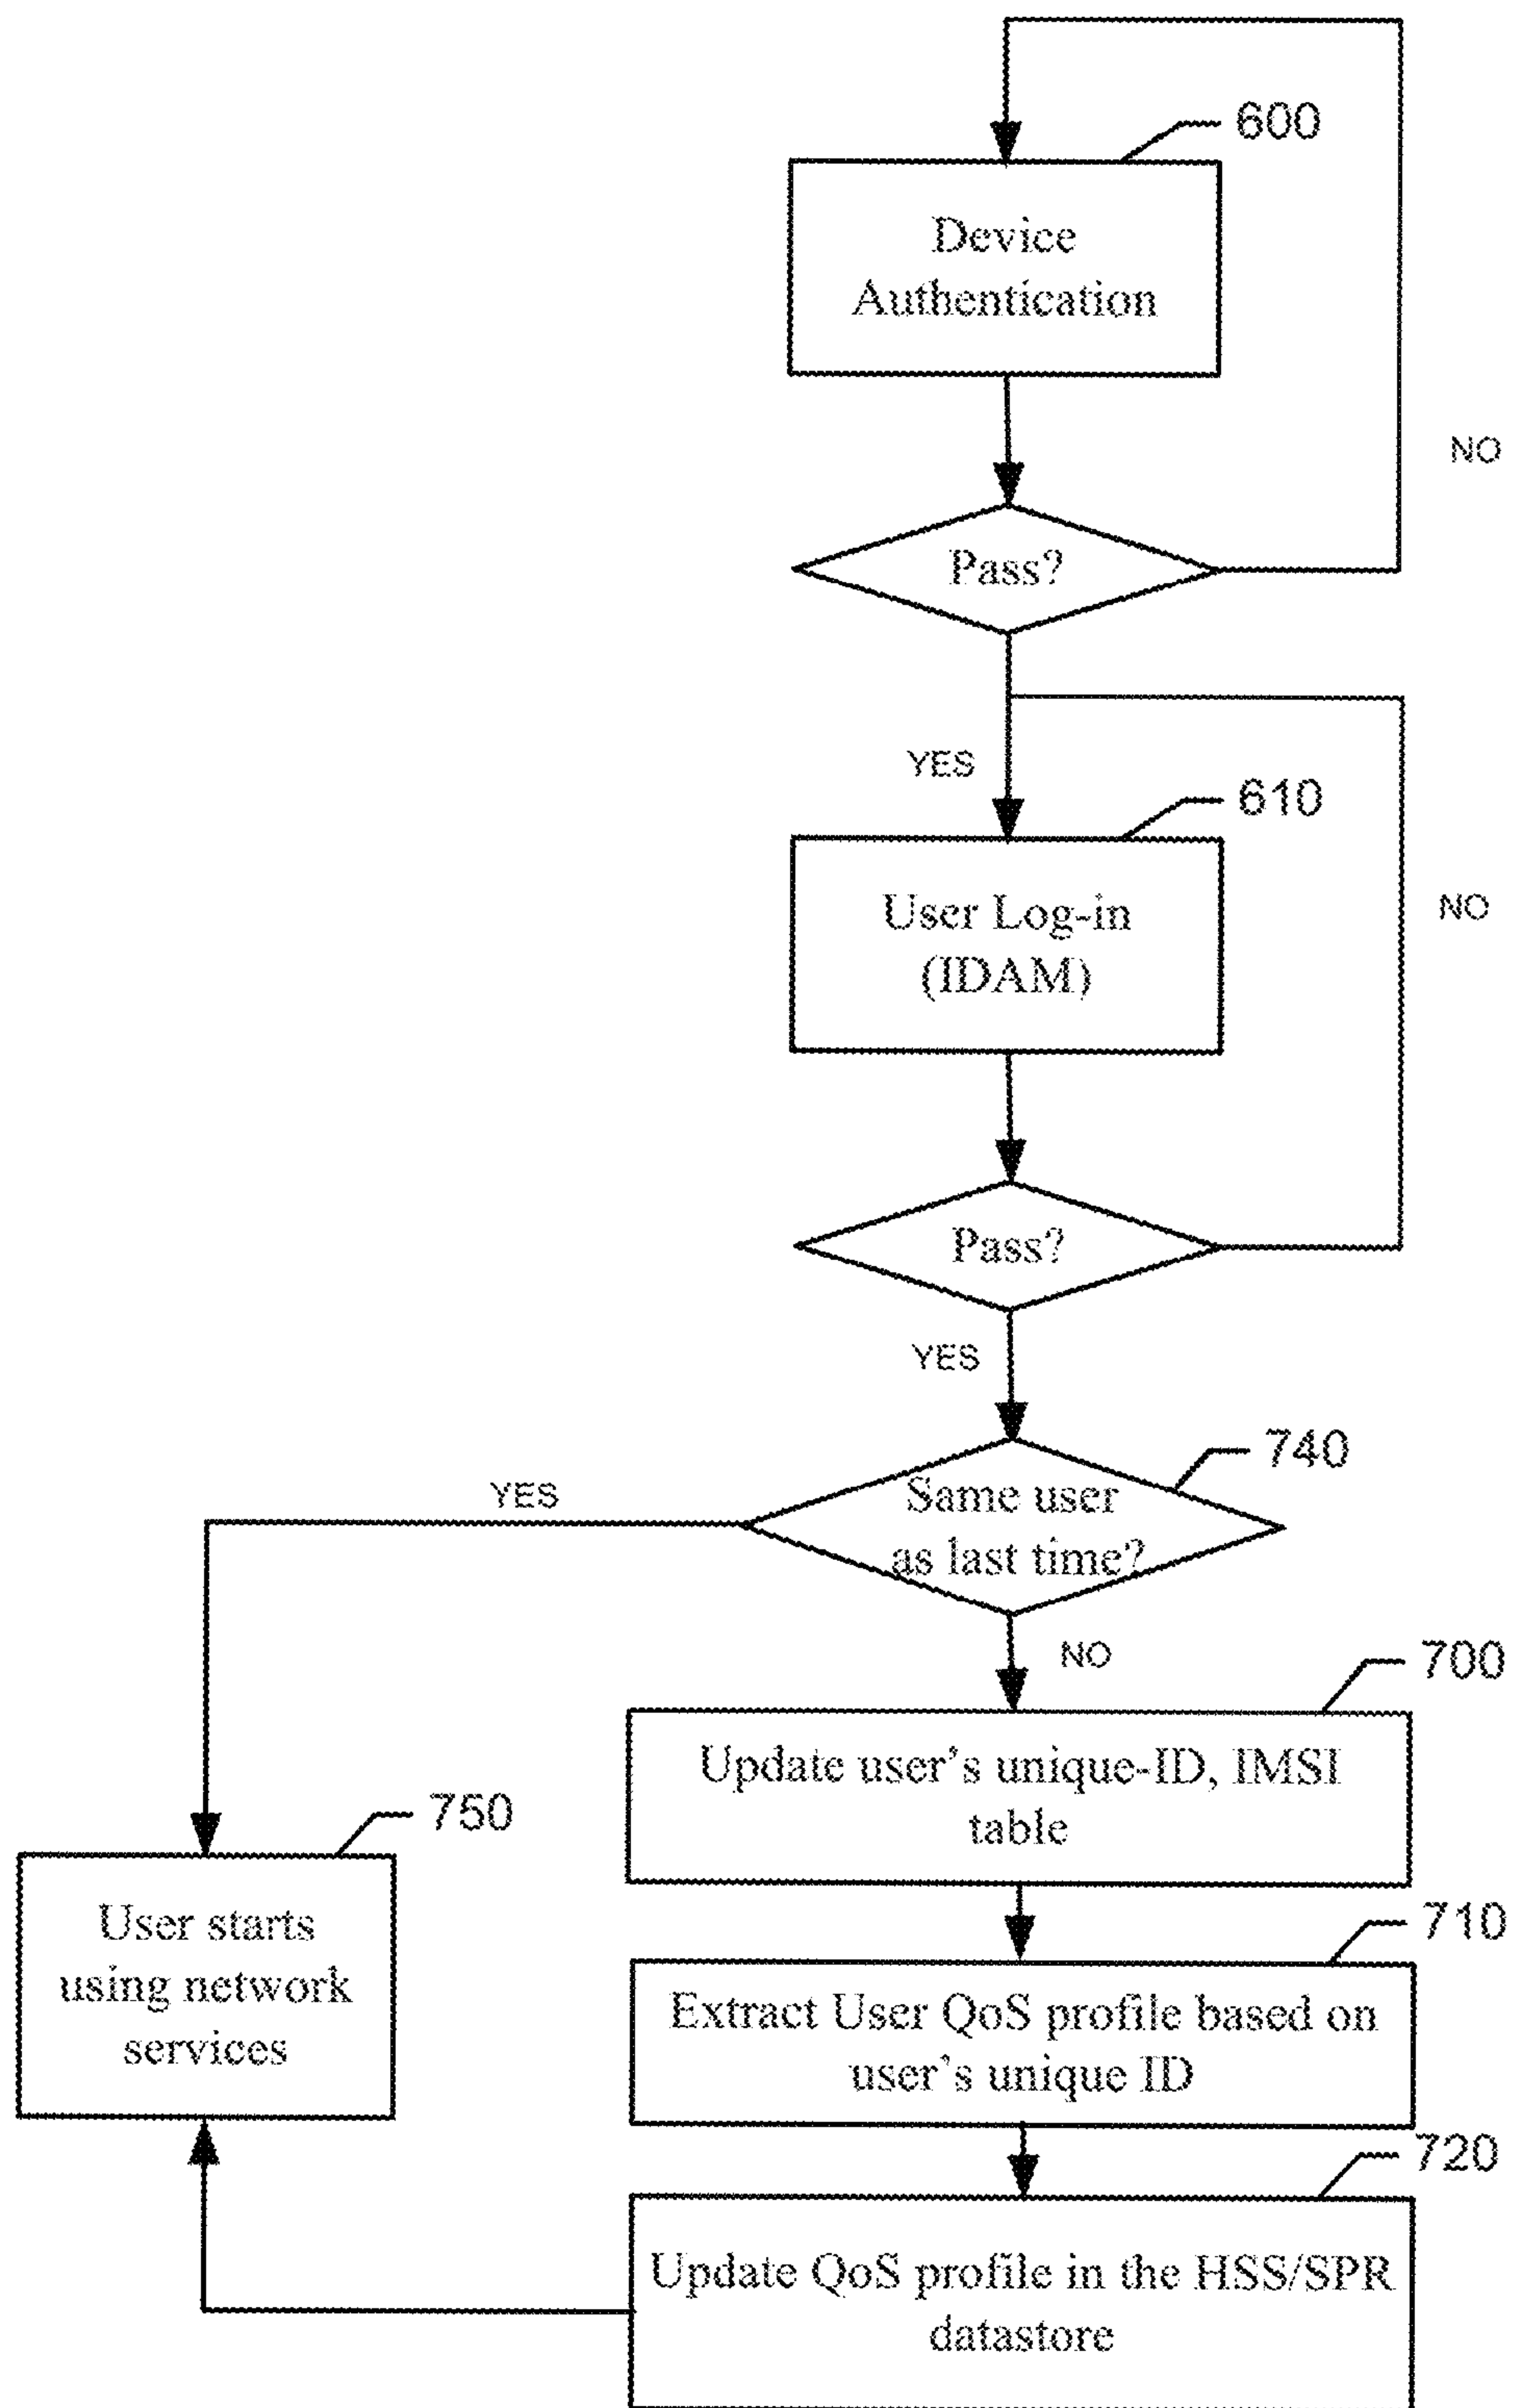 600
Device
Authentication
NO
Pass?
YES
610
User Log-in
(IDAM)
NO
Pass?
YES
740
Same user
as last time?
YES
NO
700
Update user's unique-ID, IMSI
table
750
User starts
using network
services
710
Extract User QoS profile based on
user's unique ID
720
Update QoS profile in the HSS/SPR
datastore